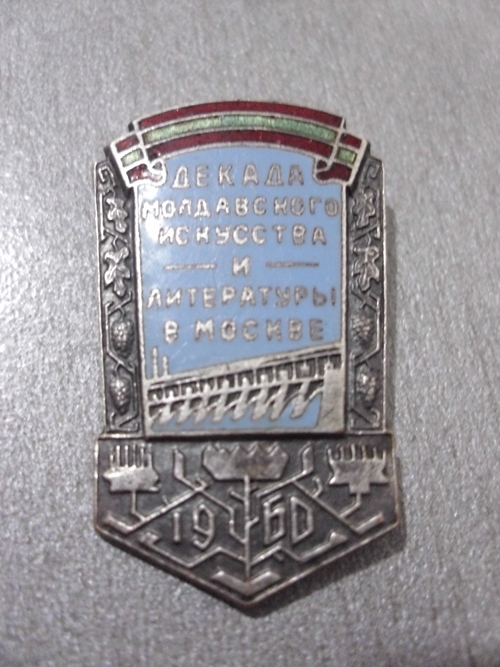 ДЕКАДА
МОЛДАВСКОГО
ИСКУССТВА
И
ЛИТЕРАТУРЫ
В МОСКВЕ
1960